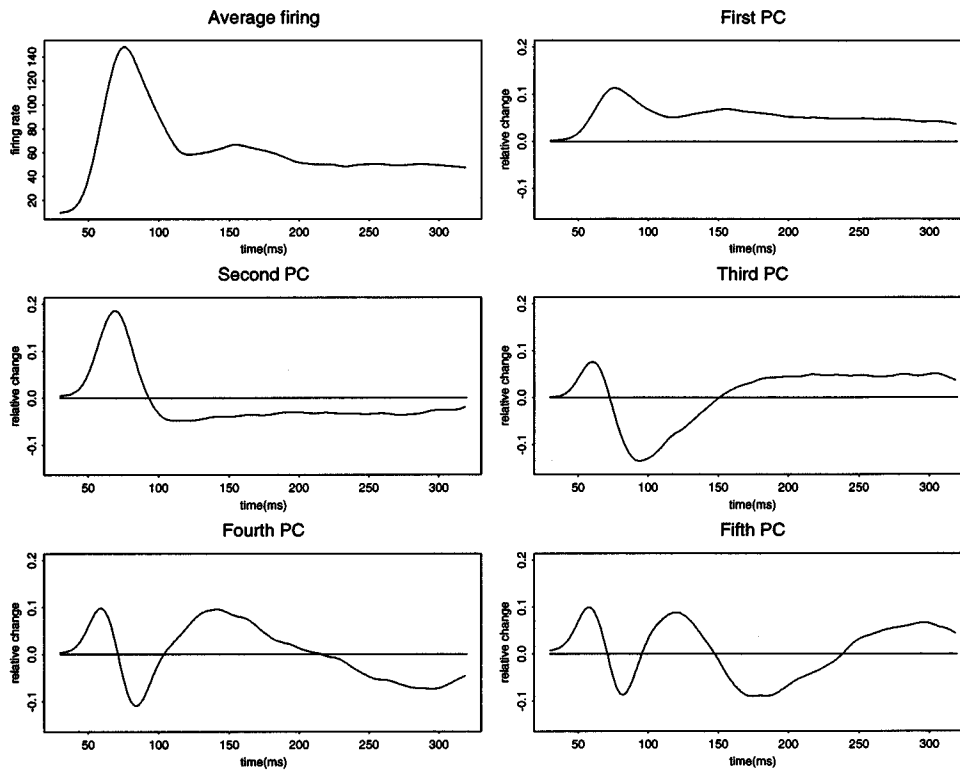 Average firing
firing rate
20 40 60 80 100 120 140
50 100 150 200 250 300
time(ms)
First PC
relative change
-0.1 0.0 0.1 0.2
50 100 150 200 250 300
time(ms)
Second PC
relative change
-0.1 0.0 0.1 0.2
50 100 150 200 250 300
time(ms)
Third PC
relative change
-0.1 0.0 0.1 0.2
50 100 150 200 250 300
time(ms)
Fourth PC
relative change
-0.1 0.0 0.1 0.2
50 100 150 200 250 300
time(ms)
Fifth PC
relative change
-0.1 0.0 0.1 0.2
50 100 150 200 250 300
time(ms)